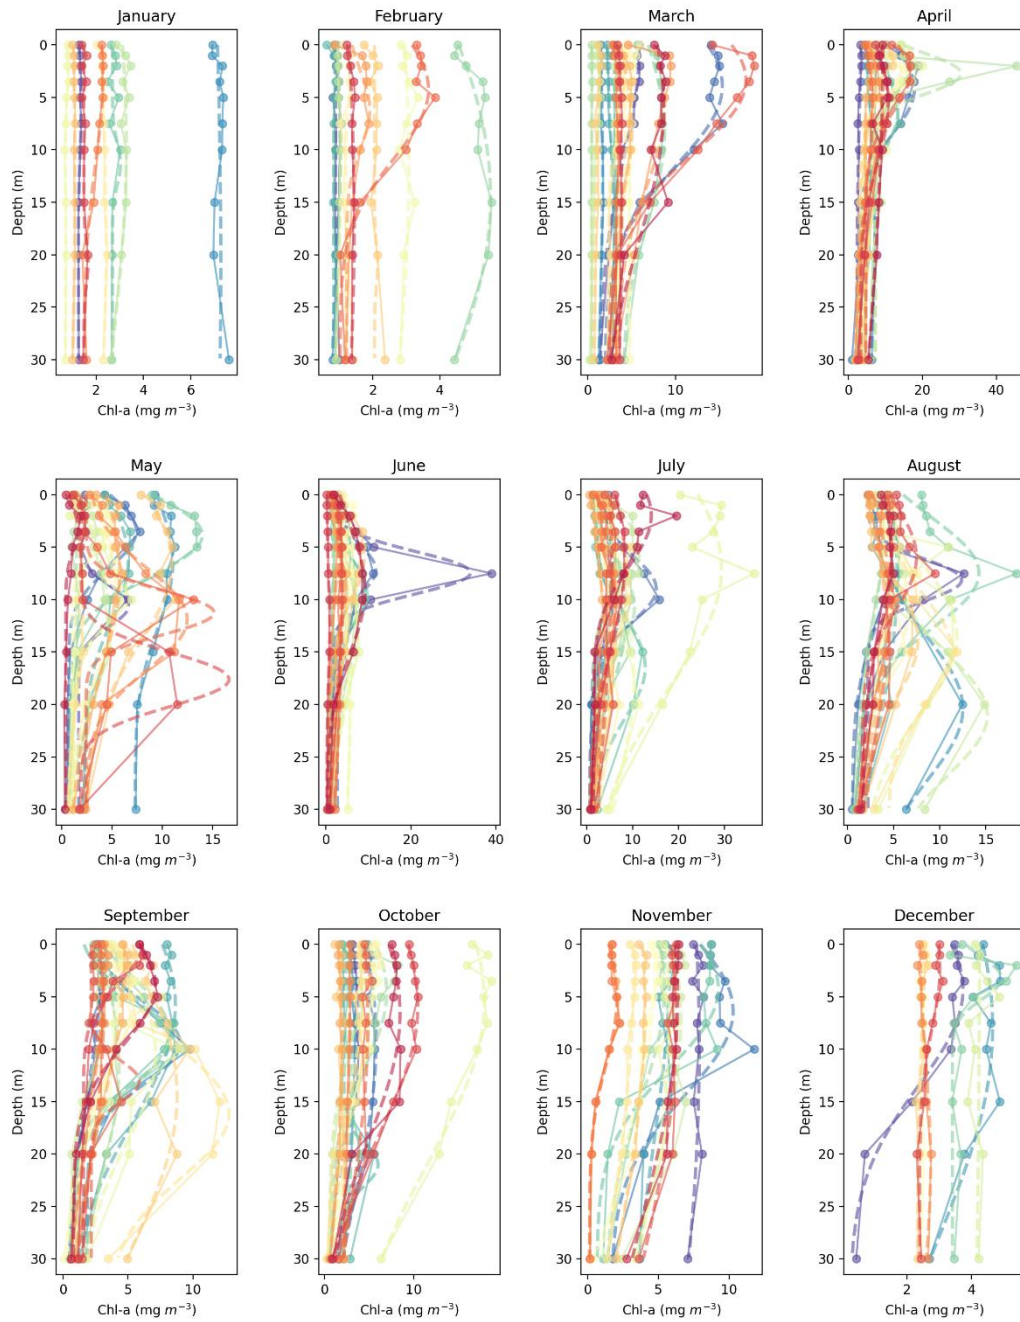 January February March April
0 0 0 0
5 5 5 5
10 10 10 10
15 15 15 15
20 20 20 20
25 25 25 25
30 30 30 30
Depth (m) Depth (m) Depth (m) Depth (m)
2 4 6 2 4 0 10 0 20 40
Chl-a (mg m⁻³) Chl-a (mg m⁻³) Chl-a (mg m⁻³) Chl-a (mg m⁻³)
May June July August
0 0 0 0
5 5 5 5
10 10 10 10
15 15 15 15
20 20 20 20
25 25 25 25
30 30 30 30
Depth (m) Depth (m) Depth (m) Depth (m)
0 5 10 15 0 20 40 0 10 20 30 0 5 10 15
Chl-a (mg m⁻³) Chl-a (mg m⁻³) Chl-a (mg m⁻³) Chl-a (mg m⁻³)
September October November December
0 0 0 0
5 5 5 5
10 10 10 10
15 15 15 15
20 20 20 20
25 25 25 25
30 30 30 30
Depth (m) Depth (m) Depth (m) Depth (m)
0 5 10 0 10 0 5 10 2 4
Chl-a (mg m⁻³) Chl-a (mg m⁻³) Chl-a (mg m⁻³) Chl-a (mg m⁻³)